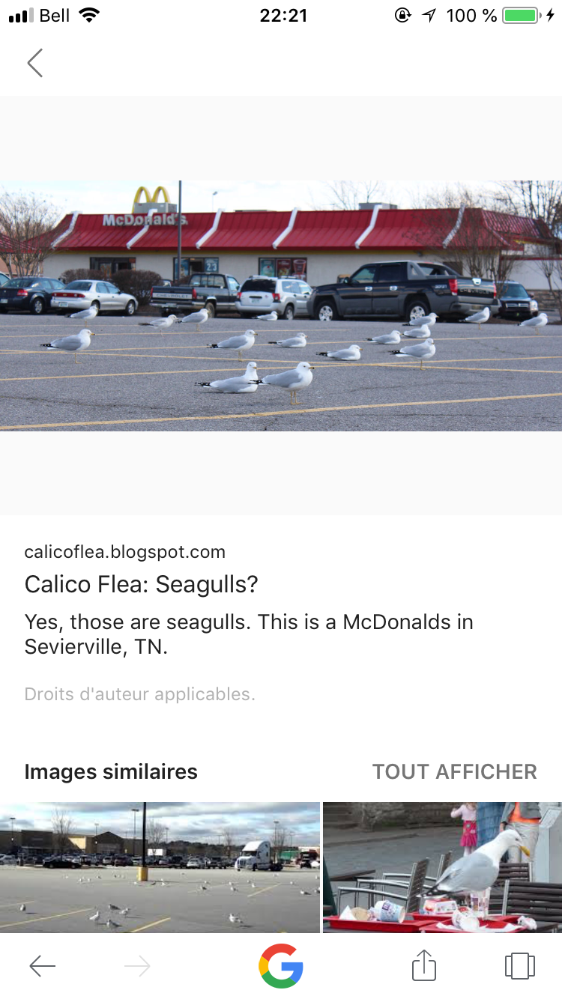 Bell 22:21 100 %
McDonald's
CHEVROLET
calicoflea.blogspot.com
Calico Flea: Seagulls?
Yes, those are seagulls. This is a McDonalds in
Sevierville, TN.
Droits d'auteur applicables.
Images similaires TOUT AFFICHER